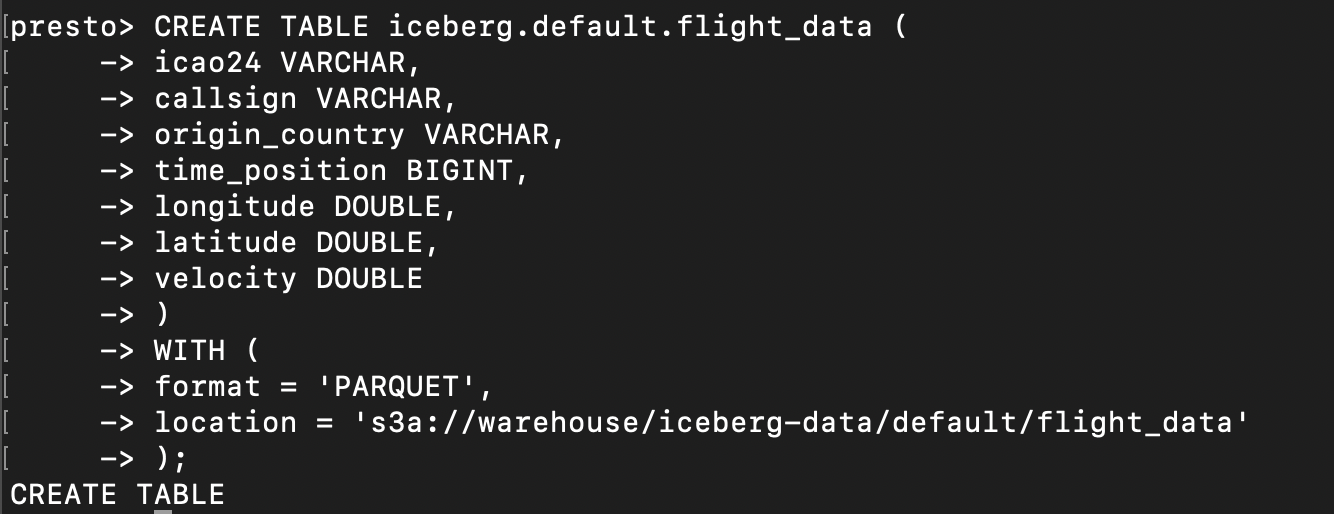 [presto> CREATE TABLE iceberg.default.flight_data (
[     -> icao24 VARCHAR,
[     -> callsign VARCHAR,
[     -> origin_country VARCHAR,
[     -> time_position BIGINT,
[     -> longitude DOUBLE,
[     -> latitude DOUBLE,
[     -> velocity DOUBLE
[     -> )
[     -> WITH (
[     -> format = 'PARQUET',
[     -> location = 's3a://warehouse/iceberg-data/default/flight_data'
[     -> );
CREATE TABLE